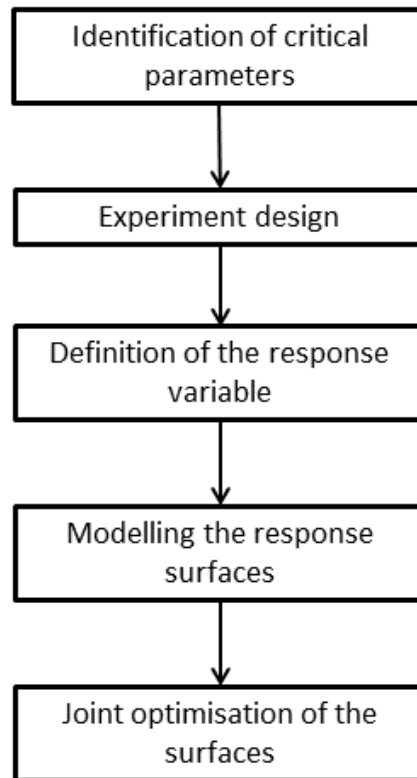 Identification of critical
parameters
Experiment design
Definition of the response
variable
Modelling the response
surfaces
Joint optimisation of the
surfaces